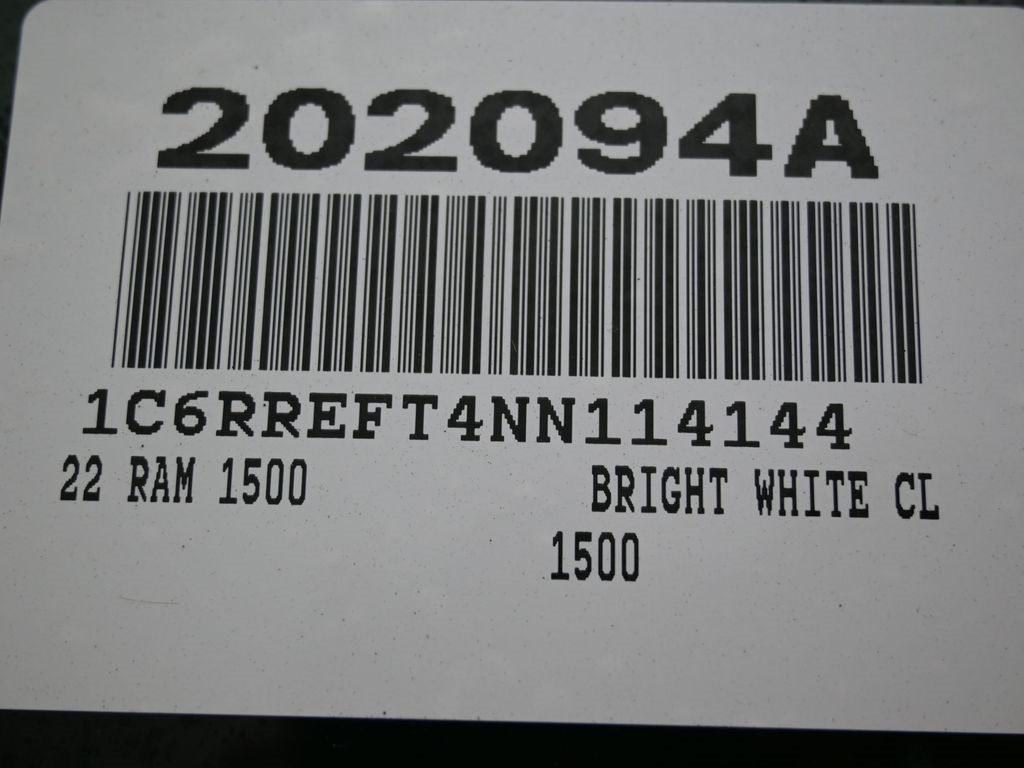 202094A
1C6RREFT4NN114144
22 RAM 1500 BRIGHT WHITE CL
1500